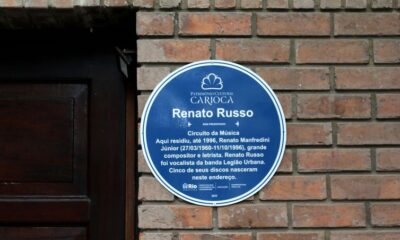 PATRIMÔNIO CULTURAL
CARIOCA
Renato Russo
Circuito da Música
Aqui residiu, até 1996, Renato Manfredini
Júnior (27/03/1960-11/10/1996), grande
compositor e letrista. Renato Russo
foi vocalista da banda Legião Urbana.
Cinco de seus discos nasceram
neste endereço.
Rio